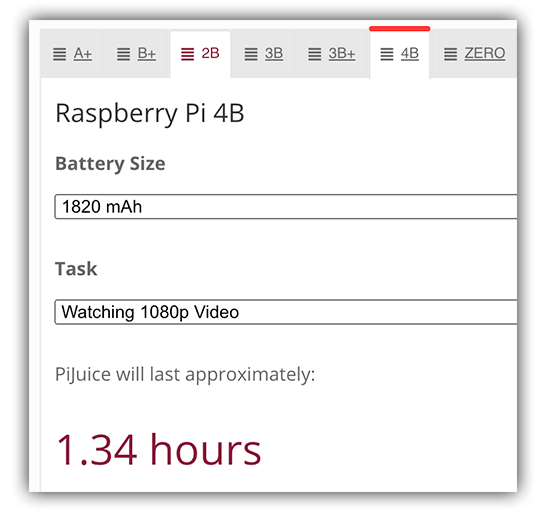 A+ B+ 2B 3B 3B+ 4B ZERO
Raspberry Pi 4B
Battery Size
1820 mAh
Task
Watching 1080p Video
PiJuice will last approximately:
1.34 hours